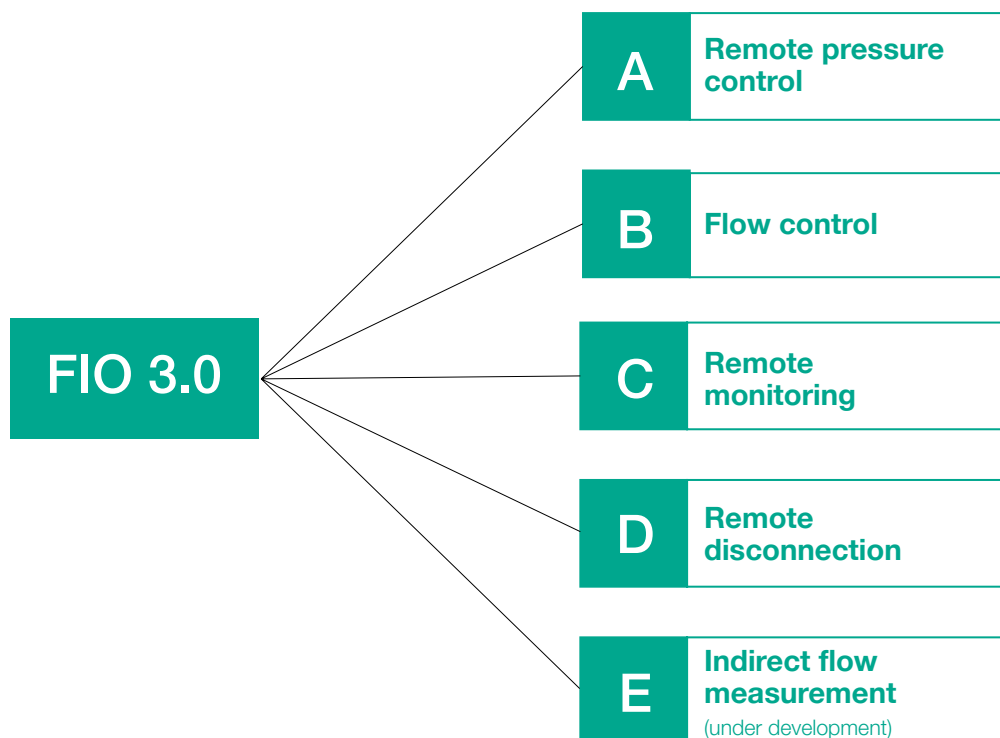 A
Remote pressure
control
B
Flow control
FIO 3.0
C
Remote
monitoring
D
Remote
disconnection
E
Indirect flow
measurement
(under development)